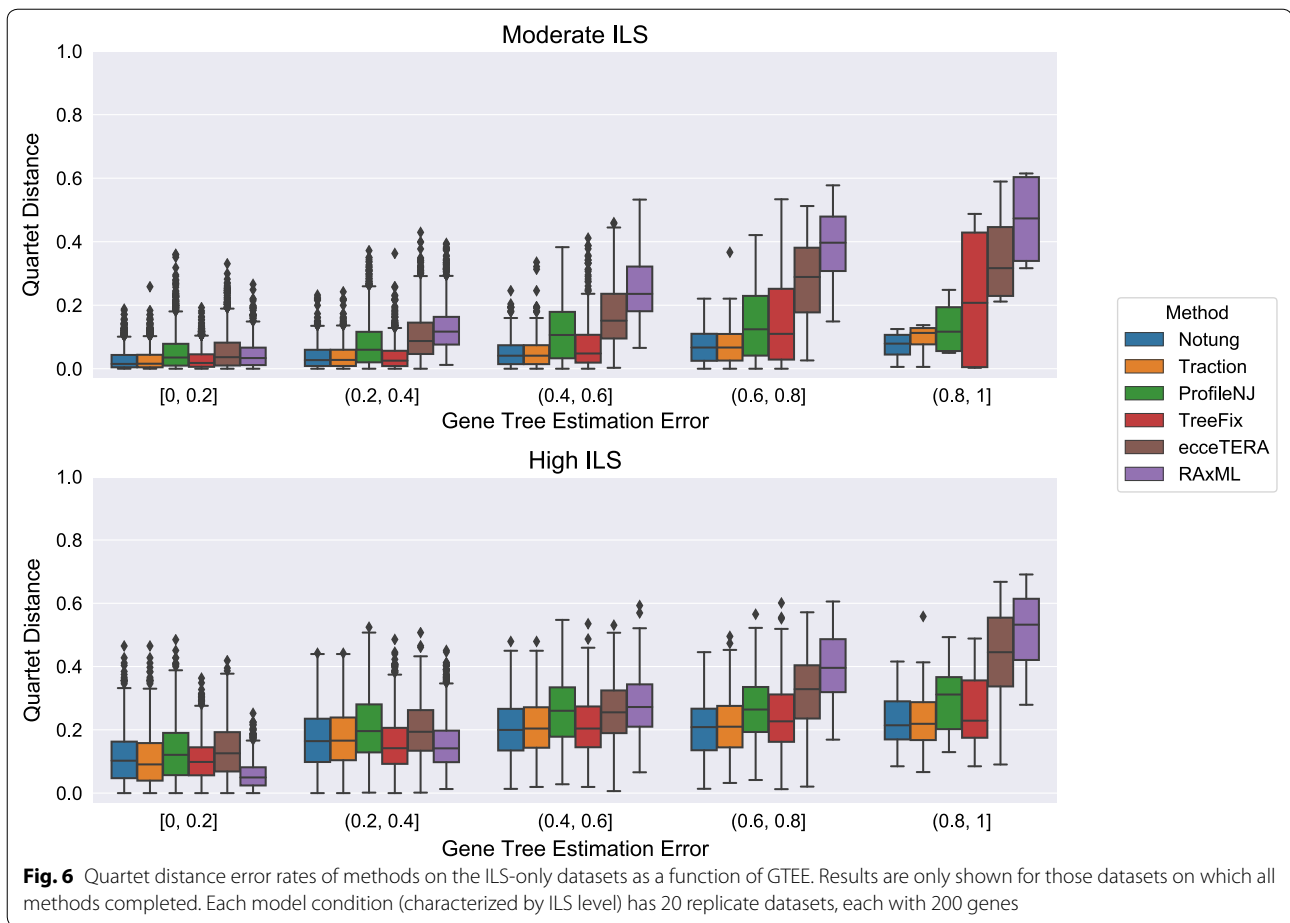 Moderate ILS
1.0
0.8
0.6
0.4
0.2
0.0
Quartet Distance
[0, 0.2]
(0.2, 0.4]
(0.4, 0.6]
(0.6, 0.8]
(0.8, 1]
Gene Tree Estimation Error
High ILS
1.0
0.8
0.6
0.4
0.2
0.0
Quartet Distance
[0, 0.2]
(0.2, 0.4]
(0.4, 0.6]
(0.6, 0.8]
(0.8, 1]
Gene Tree Estimation Error
Method
Notung
Traction
ProfileNJ
TreeFix
ecceTERA
RAxML
Fig. 6 Quartet distance error rates of methods on the ILS-only datasets as a function of GTEE. Results are only shown for those datasets on which all
methods completed. Each model condition (characterized by ILS level) has 20 replicate datasets, each with 200 genes